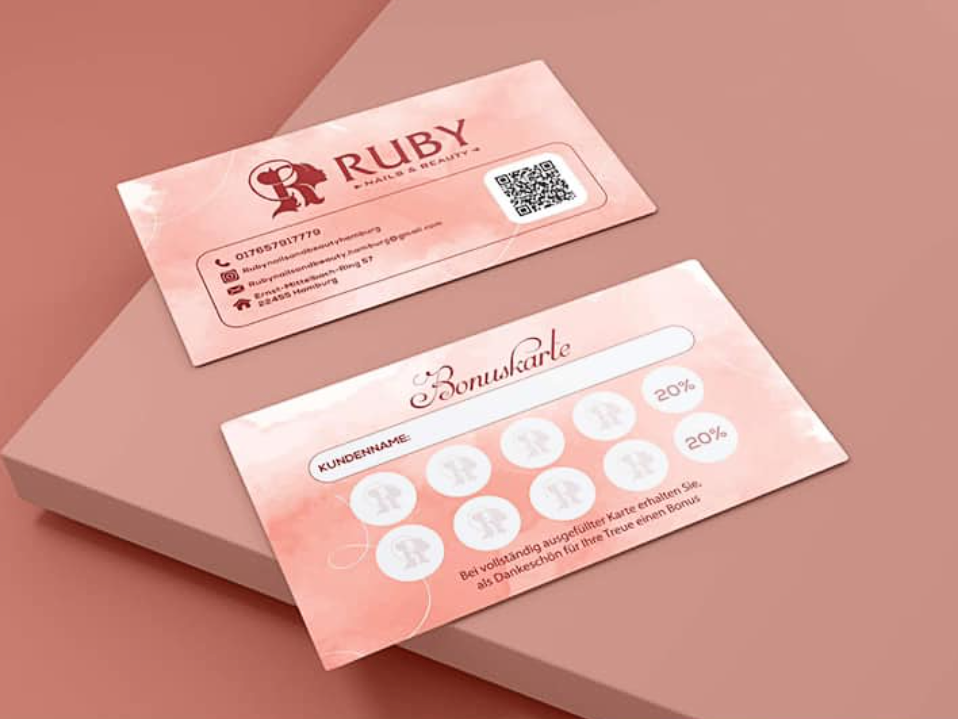 RUBY
NAILS & BEAUTY
017657917779
Rubynailsandbeautyhamburg
Rubynailsandbeauty.hamburg@gmail.com
Ernst-Mittelbach-Ring 57
22455 Hamburg
Bonuskarte
KUNDENNAME:
20%
20%
Bei vollständig ausgefüllter Karte erhalten Sie,
als Dankeschön für Ihre Treue einen Bonus